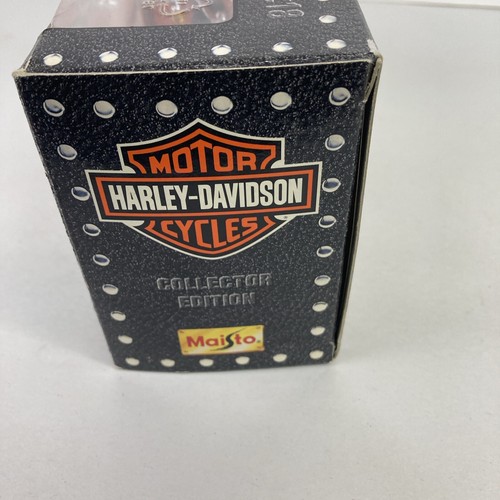 MOTOR
HARLEY-DAVIDSON
CYCLES
COLLECTOR
EDITION
Maisto.